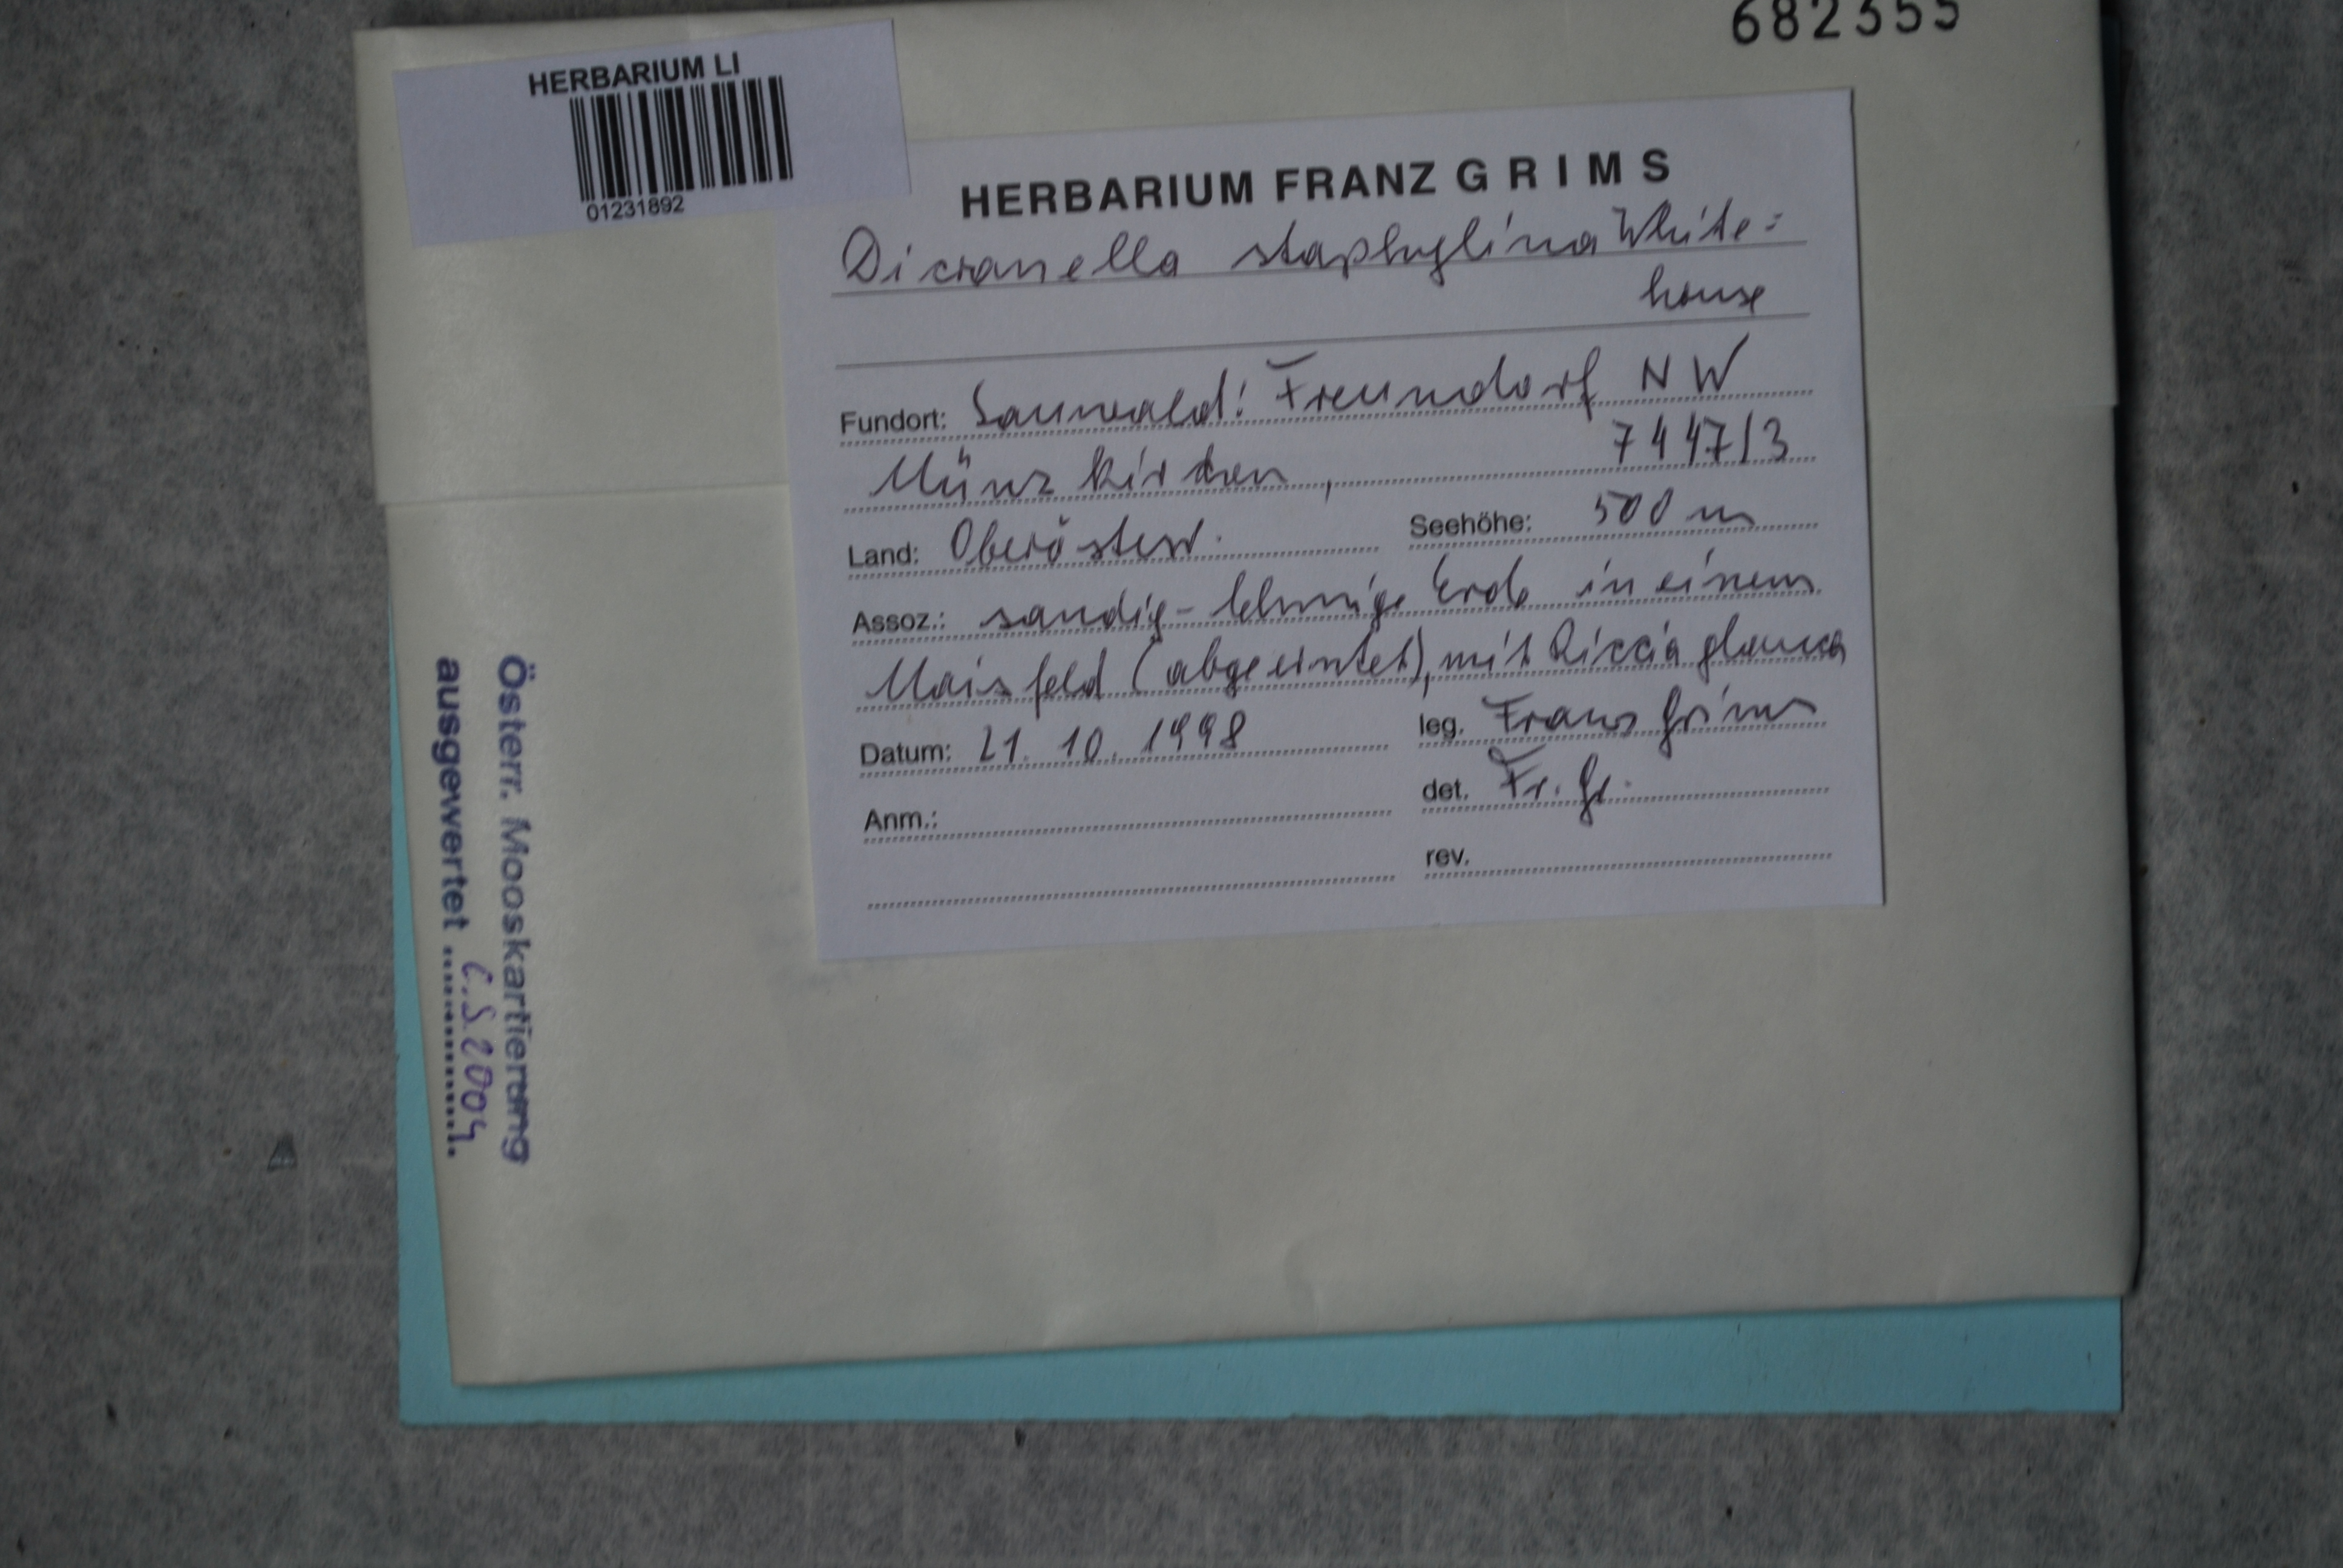 682355
HERBARIUM LI
01231892
HERBARIUM FRANZ GRIMS
Dicranella staphylina White=
house
Fundort: Sauwald: Freundorf NW
Münzkirchen, 7447/3
Land: Oberösterr. Seehöhe: 500 m
Assoz.: sandig-lehmige Erde in einem
Maisfeld (abgeerntet), mit Riccia glauca
Datum: 21. 10. 1998 leg. Franz Grims
Anm.: det. Fr. Gr.
rev.
Österr. Mooskartierung
ausgewertet C.S. 2004